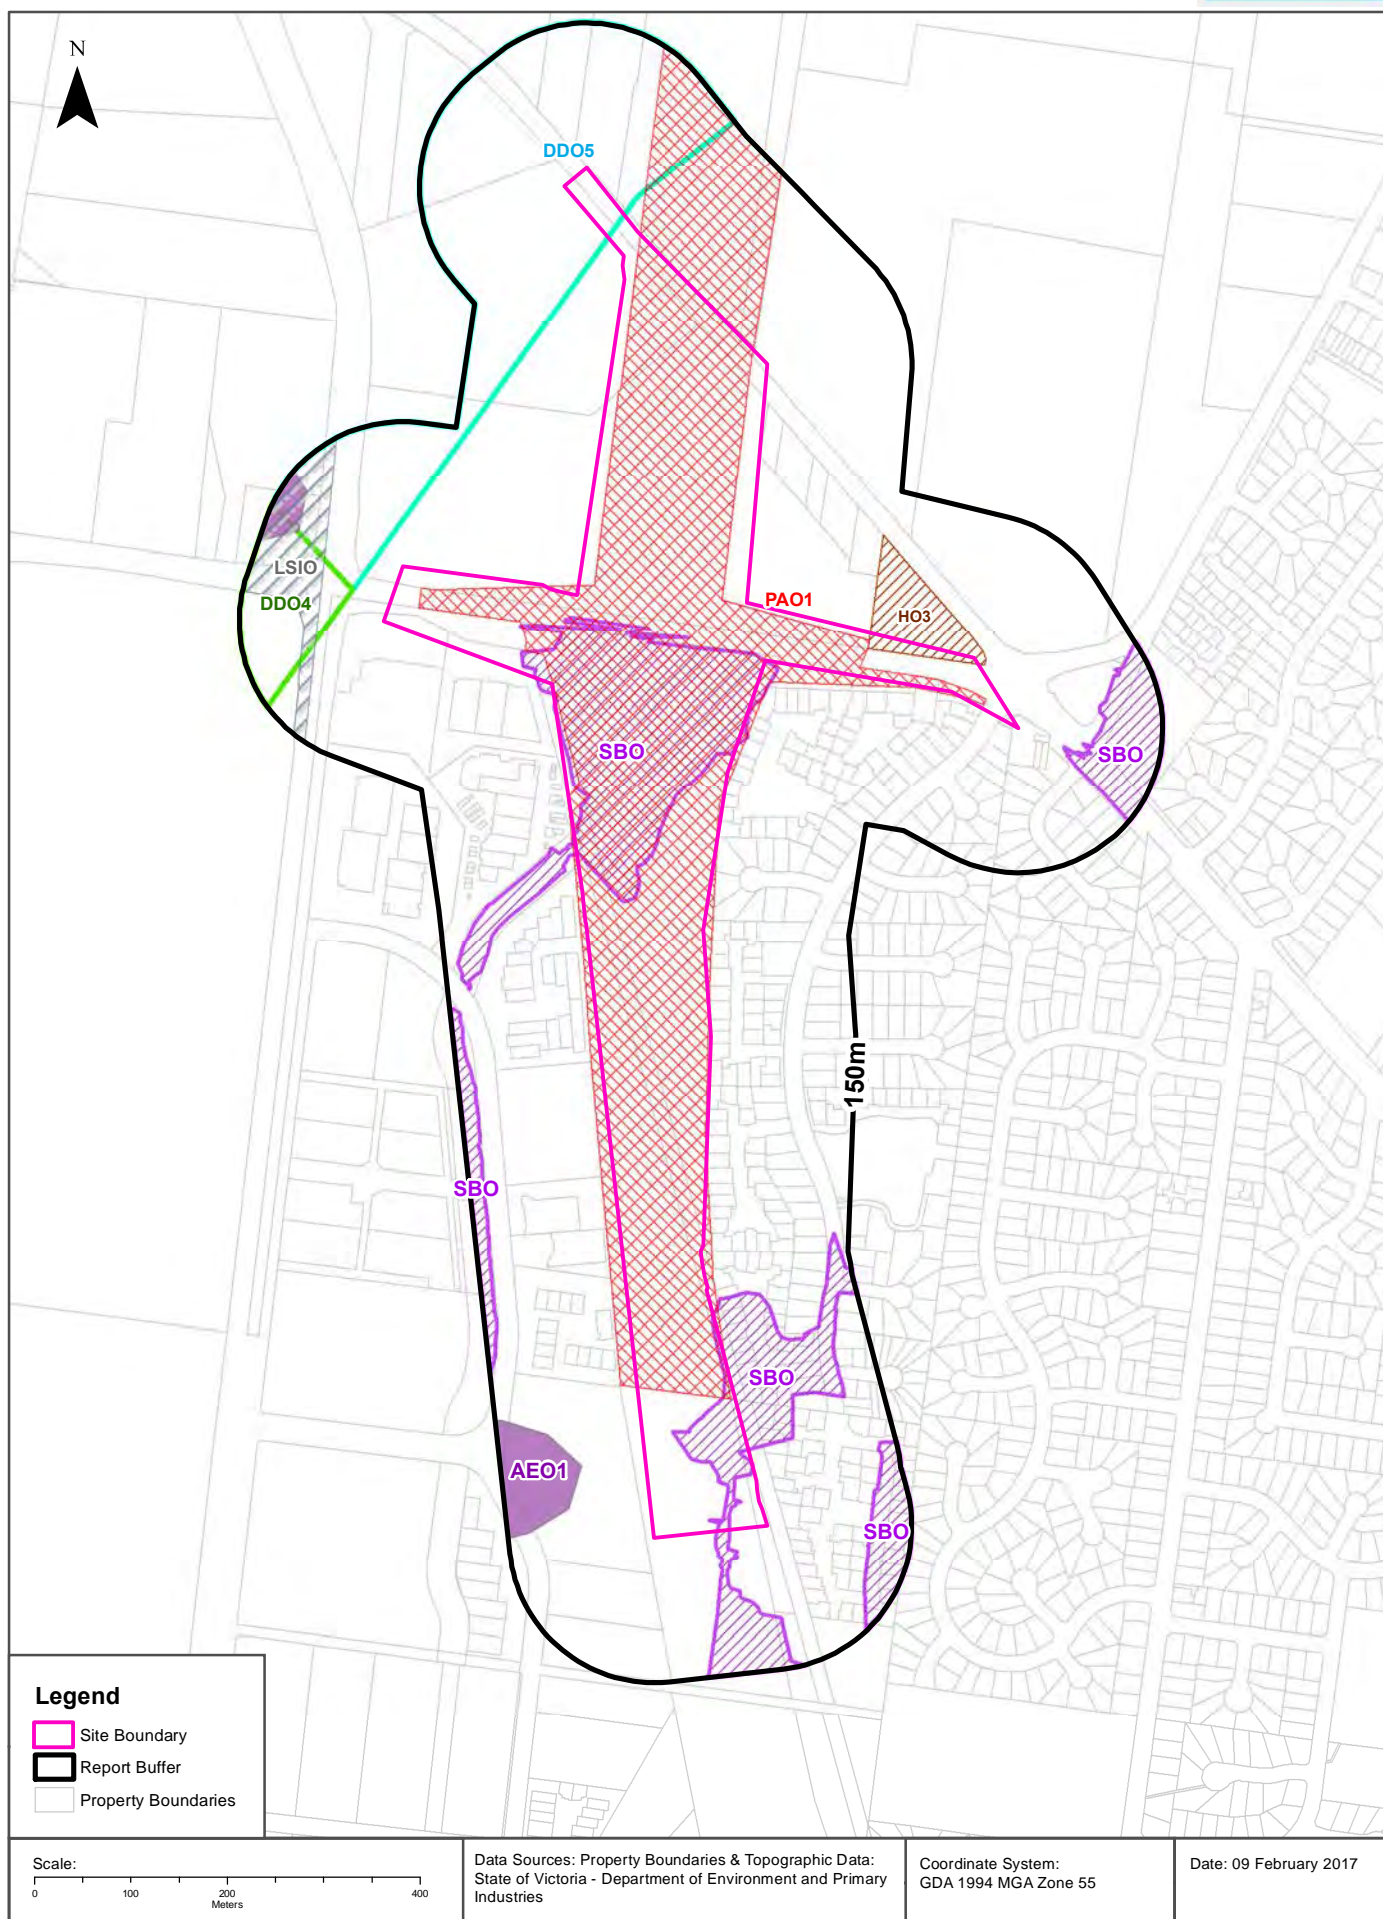 N
DDO5
LSIO
DDO4
PAO1
HO3
SBO
SBO
150m
SBO
SBO
AEO1
SBO
Legend
Site Boundary
Report Buffer
Property Boundaries
Scale:
0 100 200 400
Meters
Data Sources: Property Boundaries & Topographic Data:
State of Victoria - Department of Environment and Primary
Industries
Coordinate System:
GDA 1994 MGA Zone 55
Date: 09 February 2017